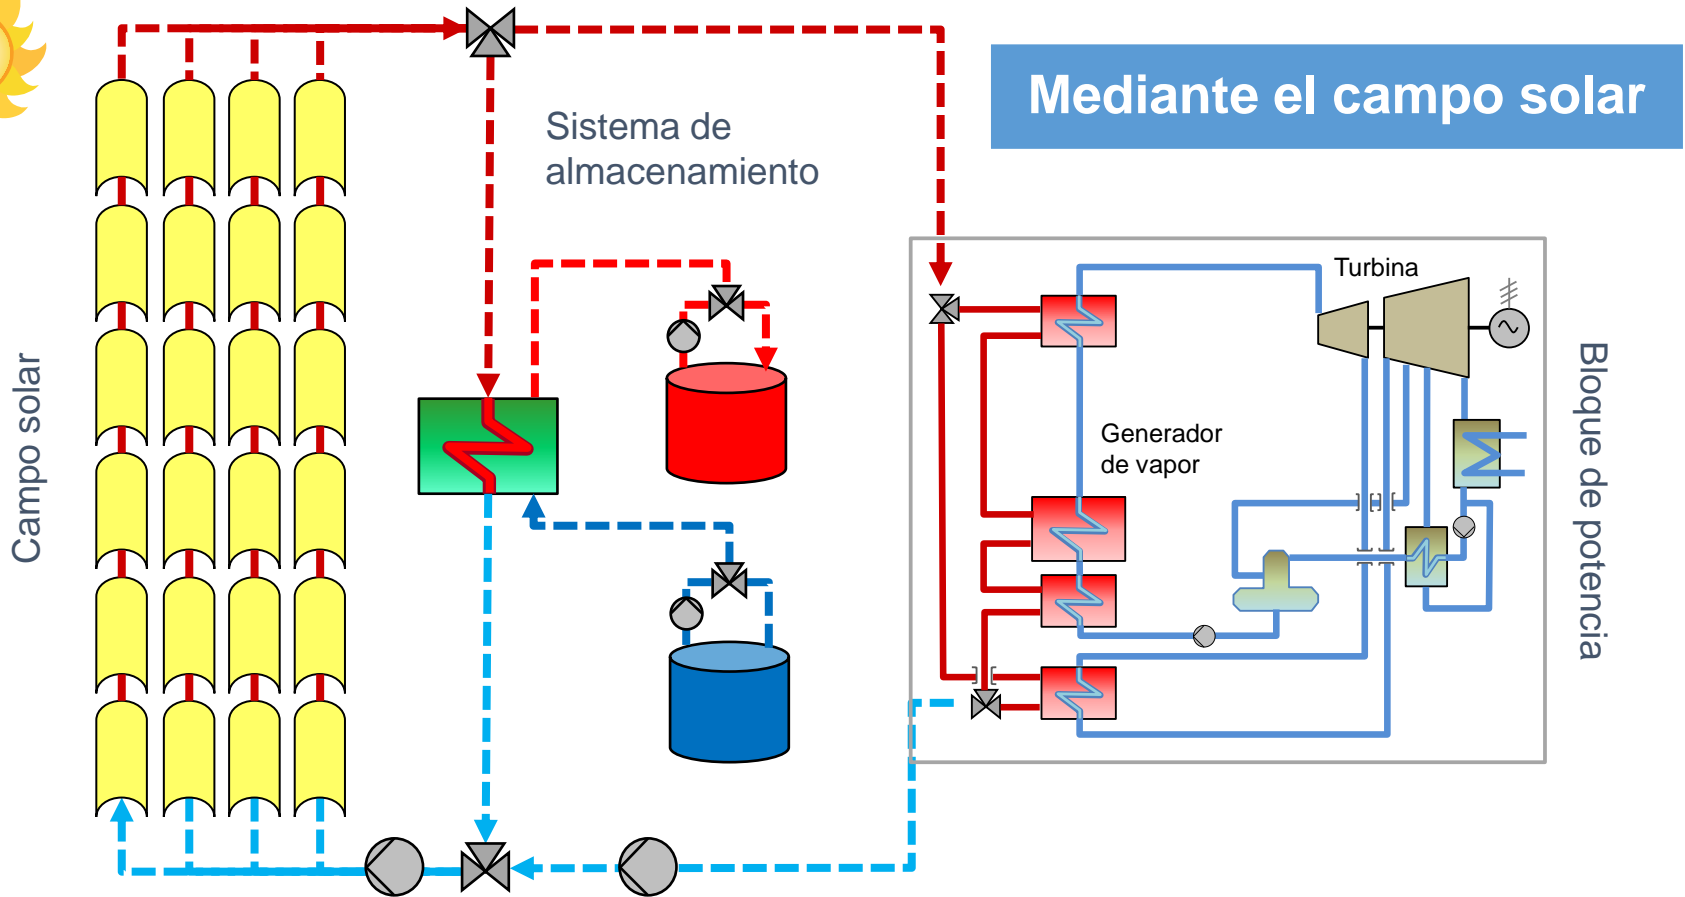 Mediante el campo solar
Sistema de
almacenamiento
Campo solar
Turbina
Generador
de vapor
Bloque de potencia